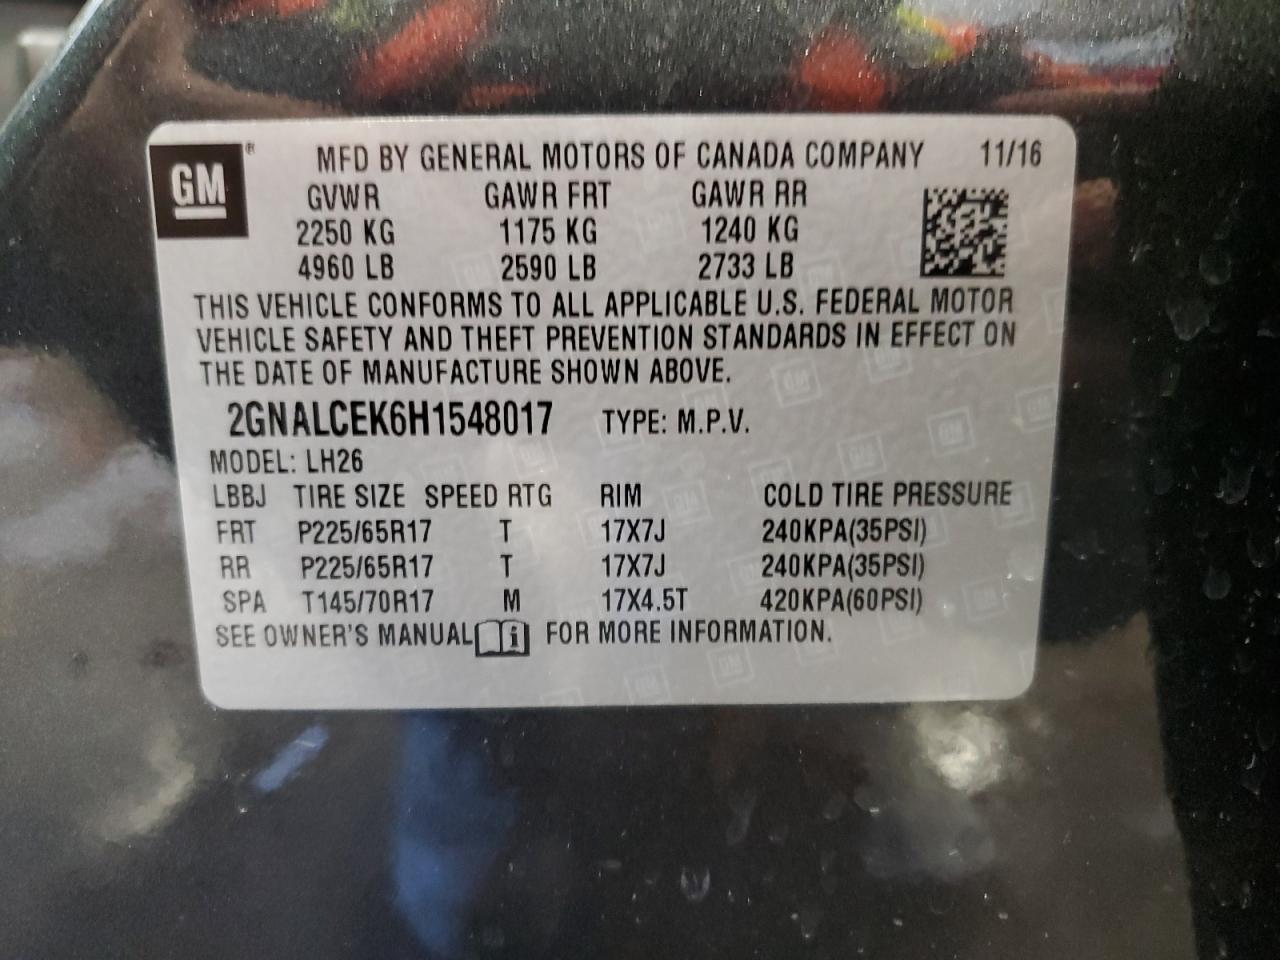 GM® MFD BY GENERAL MOTORS OF CANADA COMPANY 11/16
GVWR GAWR FRT GAWR RR
2250 KG 1175 KG 1240 KG
4960 LB 2590 LB 2733 LB
THIS VEHICLE CONFORMS TO ALL APPLICABLE U.S. FEDERAL MOTOR
VEHICLE SAFETY AND THEFT PREVENTION STANDARDS IN EFFECT ON
THE DATE OF MANUFACTURE SHOWN ABOVE.
2GNALCEK6H1548017 TYPE: M.P.V.
MODEL: LH26
LBBJ TIRE SIZE SPEED RTG RIM COLD TIRE PRESSURE
FRT P225/65R17 T 17X7J 240KPA(35PSI)
RR P225/65R17 T 17X7J 240KPA(35PSI)
SPA T145/70R17 M 17X4.5T 420KPA(60PSI)
SEE OWNER'S MANUAL i FOR MORE INFORMATION.